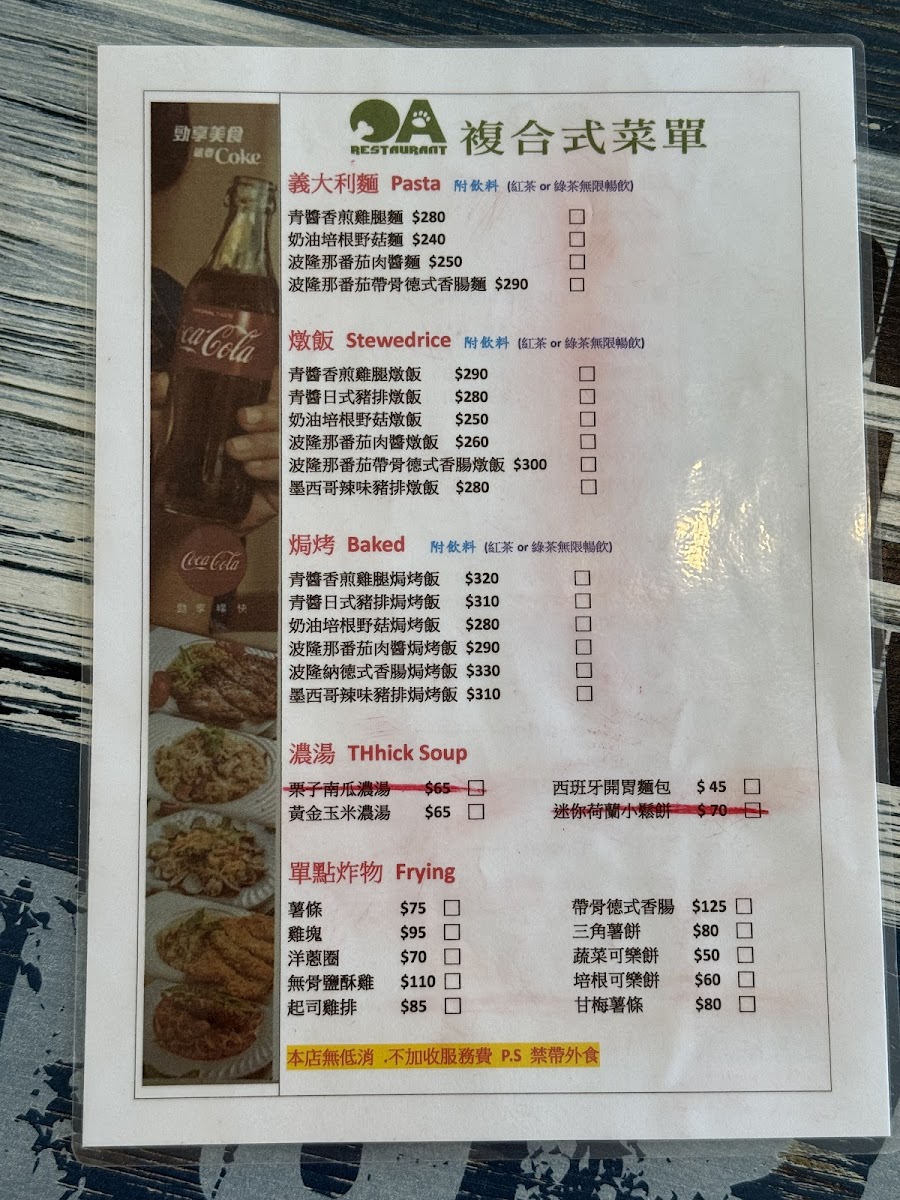 勁享美食
就要Coke
Coca-Cola
Coca-Cola
勁享暢快
OA
RESTAURANT
複合式菜單
義大利麵 Pasta 附飲料 (紅茶 or 綠茶無限暢飲)
青醬香煎雞腿麵 $280
奶油培根野菇麵 $240
波隆那番茄肉醬麵 $250
波隆那番茄帶骨德式香腸麵 $290
燉飯 Stewedrice 附飲料 (紅茶 or 綠茶無限暢飲)
青醬香煎雞腿燉飯 $290
青醬日式豬排燉飯 $280
奶油培根野菇燉飯 $250
波隆那番茄肉醬燉飯 $260
波隆那番茄帶骨德式香腸燉飯 $300
墨西哥辣味豬排燉飯 $280
焗烤 Baked 附飲料 (紅茶 or 綠茶無限暢飲)
青醬香煎雞腿焗烤飯 $320
青醬日式豬排焗烤飯 $310
奶油培根野菇焗烤飯 $280
波隆那番茄肉醬焗烤飯 $290
波隆納德式香腸焗烤飯 $330
墨西哥辣味豬排焗烤飯 $310
濃湯 THhick Soup
栗子南瓜濃湯 $65 西班牙開胃麵包 $ 45
黃金玉米濃湯 $65 迷你荷蘭小鬆餅 $ 70
單點炸物 Frying
薯條 $75 帶骨德式香腸 $125
雞塊 $95 三角薯餅 $80
洋蔥圈 $70 蔬菜可樂餅 $50
無骨鹽酥雞 $110 培根可樂餅 $60
起司雞排 $85 甘梅薯條 $80
本店無低消 .不加收服務費 P.S 禁帶外食